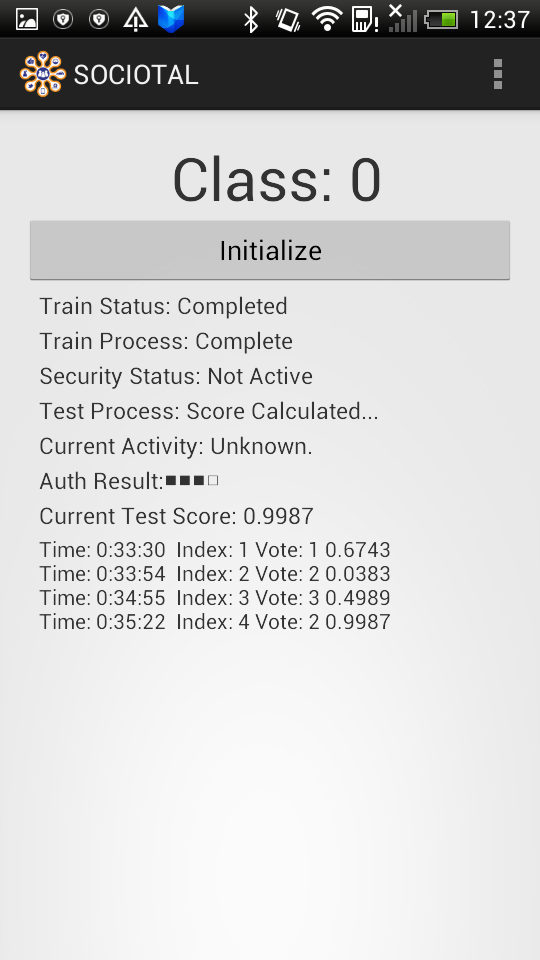 12:37
SOCIOTAL
Class: 0
Initialize
Train Status: Completed
Train Process: Complete
Security Status: Not Active
Test Process: Score Calculated...
Current Activity: Unknown.
Auth Result:■■■□
Current Test Score: 0.9987
Time: 0:33:30 Index: 1 Vote: 1 0.6743
Time: 0:33:54 Index: 2 Vote: 2 0.0383
Time: 0:34:55 Index: 3 Vote: 3 0.4989
Time: 0:35:22 Index: 4 Vote: 2 0.9987